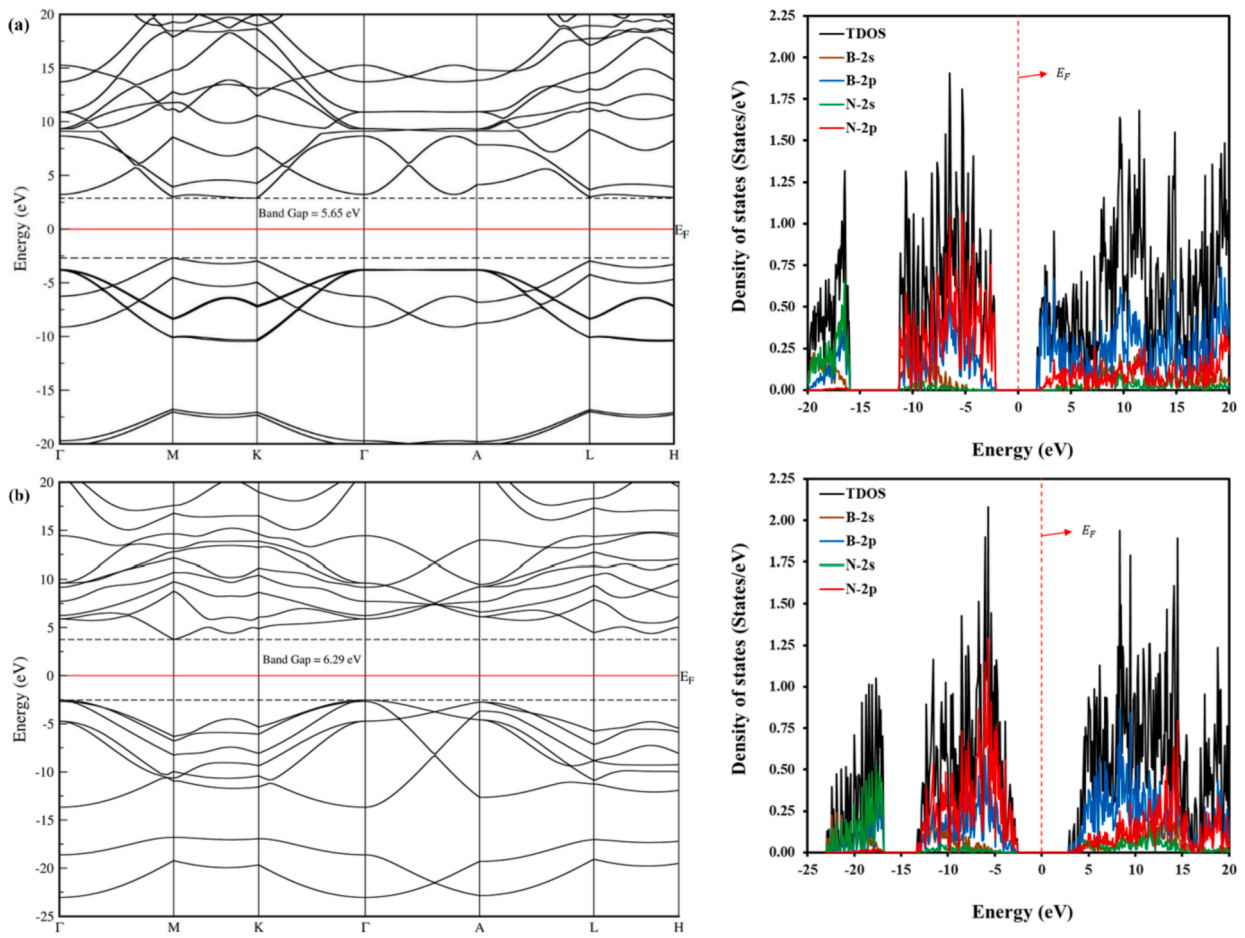 (a)
20
15
10
5
0
-5
-10
-15
-20
Energy (eV)
Band Gap = 5.65 eV
E_F
Γ M K Γ A L H
2.25
2.00
1.75
1.50
1.25
1.00
0.75
0.50
0.25
0.00
Density of states (States/eV)
TDOS
B-2s
B-2p
N-2s
N-2p
E_F
-20 -15 -10 -5 0 5 10 15 20
Energy (eV)
(b)
20
15
10
5
0
-5
-10
-15
-20
-25
Energy (eV)
Band Gap = 6.29 eV
E_F
Γ M K Γ A L H
2.25
2.00
1.75
1.50
1.25
1.00
0.75
0.50
0.25
0.00
Density of states (States/eV)
TDOS
B-2s
B-2p
N-2s
N-2p
E_F
-25 -20 -15 -10 -5 0 5 10 15 20
Energy (eV)